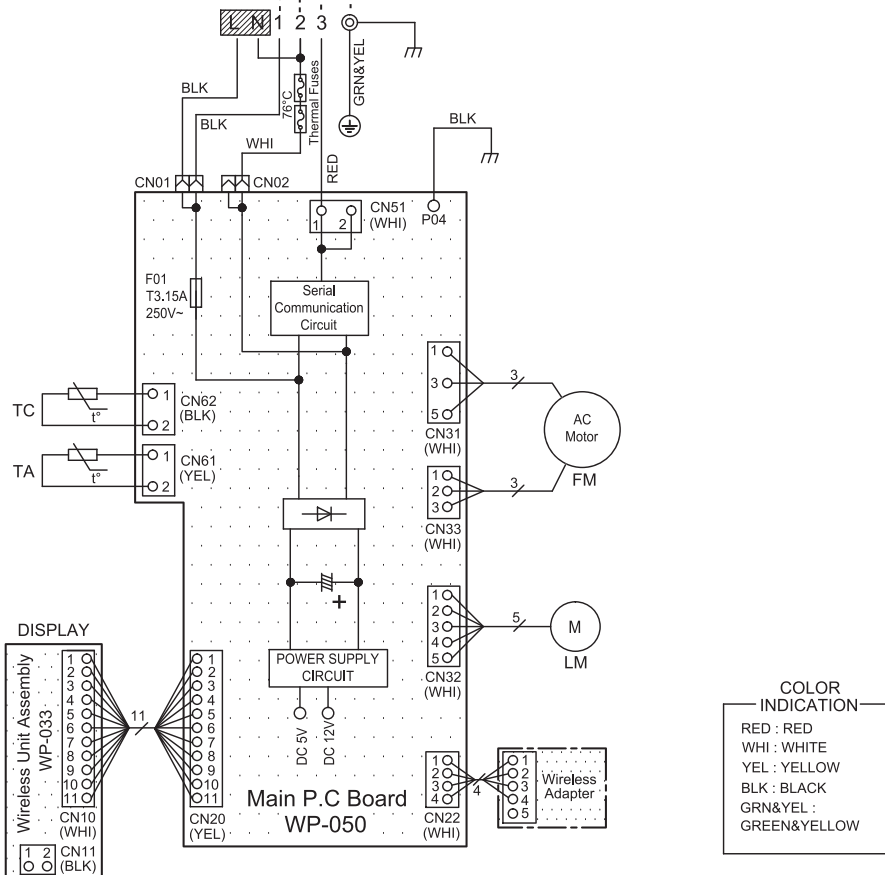 L N 1 2 3
BLK
BLK
WHI
76°C
Thermal Fuses
RED
GRN&YEL
BLK
CN01
CN02
CN51
(WHI)
1 2
P04
F01
T3.15A
250V~
Serial
Communication
Circuit
TC
t°
1
2
CN62
(BLK)
TA
t°
1
2
CN61
(YEL)
1
3
5
CN31
(WHI)
3
AC
Motor
FM
1
2
3
CN33
(WHI)
3
+
1
2
3
4
5
CN32
(WHI)
5
M
LM
POWER SUPPLY
CIRCUIT
DC 5V
DC 12V
DISPLAY
Wireless Unit Assembly
WP-033
1
2
3
4
5
6
7
8
9
10
11
CN10
(WHI)
1 2
CN11
(BLK)
11
1
2
3
4
5
6
7
8
9
10
11
CN20
(YEL)
Main P.C Board
WP-050
1
2
3
4
CN22
(WHI)
4
1
2
3
4
5
Wireless
Adapter
COLOR
INDICATION
RED : RED
WHI : WHITE
YEL : YELLOW
BLK : BLACK
GRN&YEL :
GREEN&YELLOW